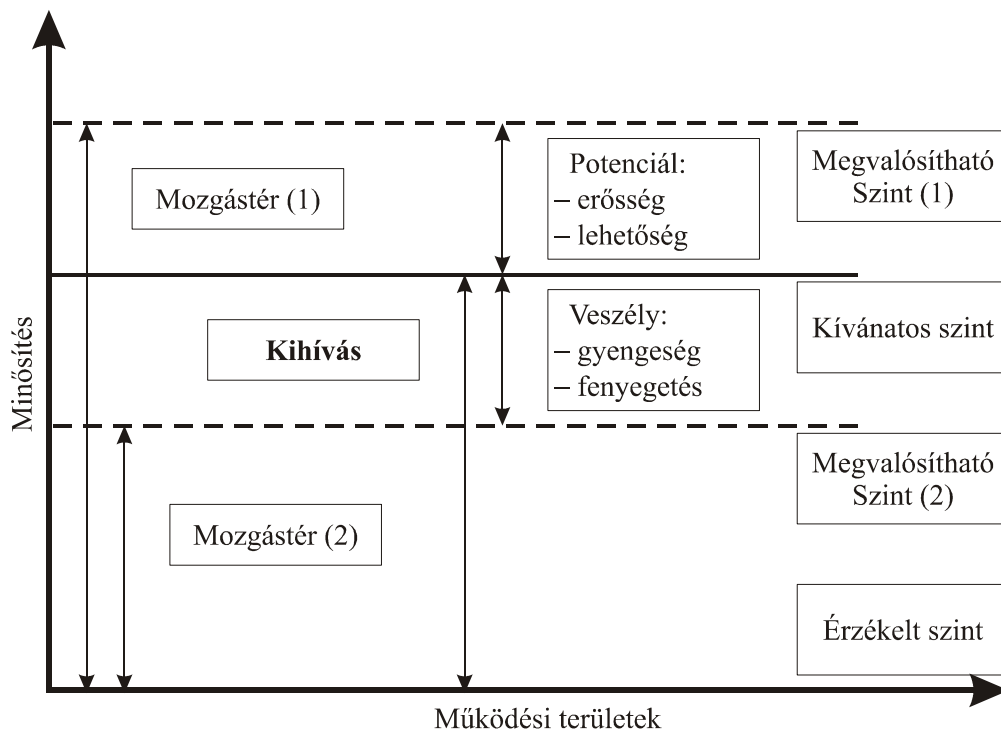 Mozgástér (1)
Potenciál:
– erősség
– lehetőség
Megvalósítható
Szint (1)
Kihívás
Veszély:
– gyengeség
– fenyegetés
Kívánatos szint
Minősítés
Mozgástér (2)
Megvalósítható
Szint (2)
Érzékelt szint
Működési területek